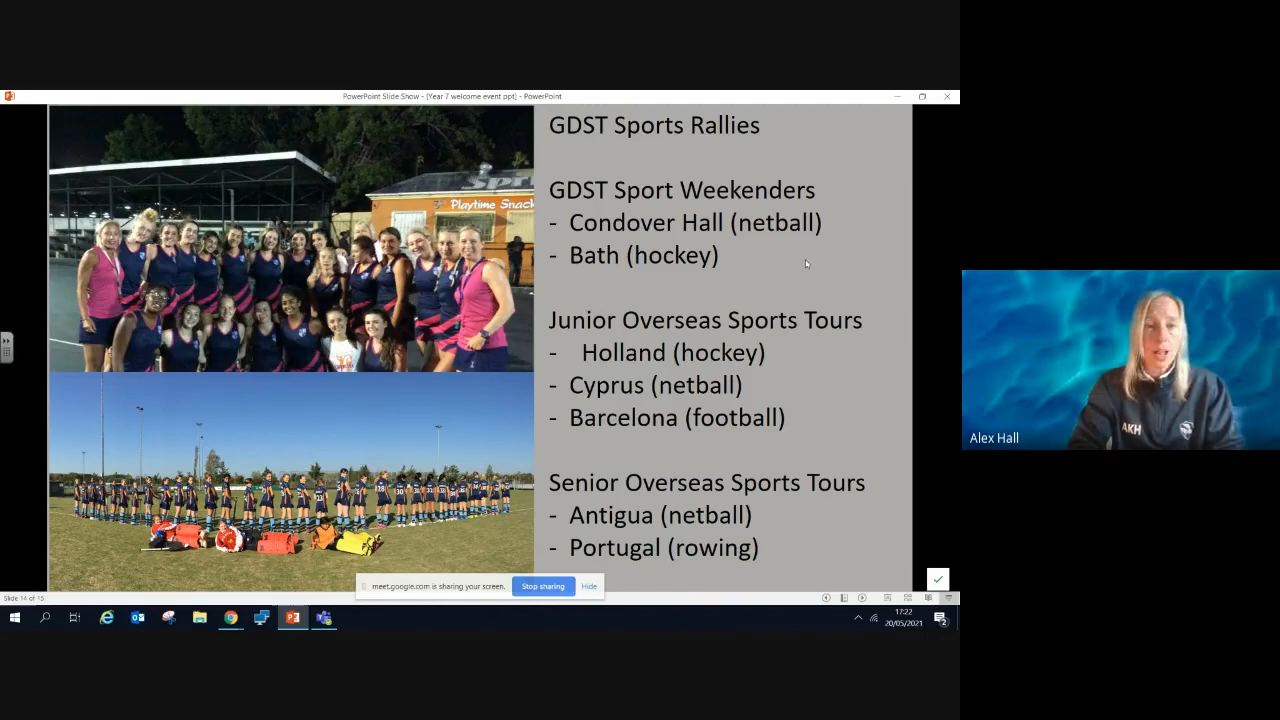 PowerPoint Slide Show - [Year 7 welcome event ppt] - PowerPoint
GDST Sports Rallies
GDST Sport Weekenders
- Condover Hall (netball)
- Bath (hockey)
Junior Overseas Sports Tours
- Holland (hockey)
- Cyprus (netball)
- Barcelona (football)
Senior Overseas Sports Tours
- Antigua (netball)
- Portugal (rowing)
Playtime Snack
AKH
Alex Hall
meet.google.com is sharing your screen.
Stop sharing
Hide
Slide 14 of 15
17:22
20/05/2021
2